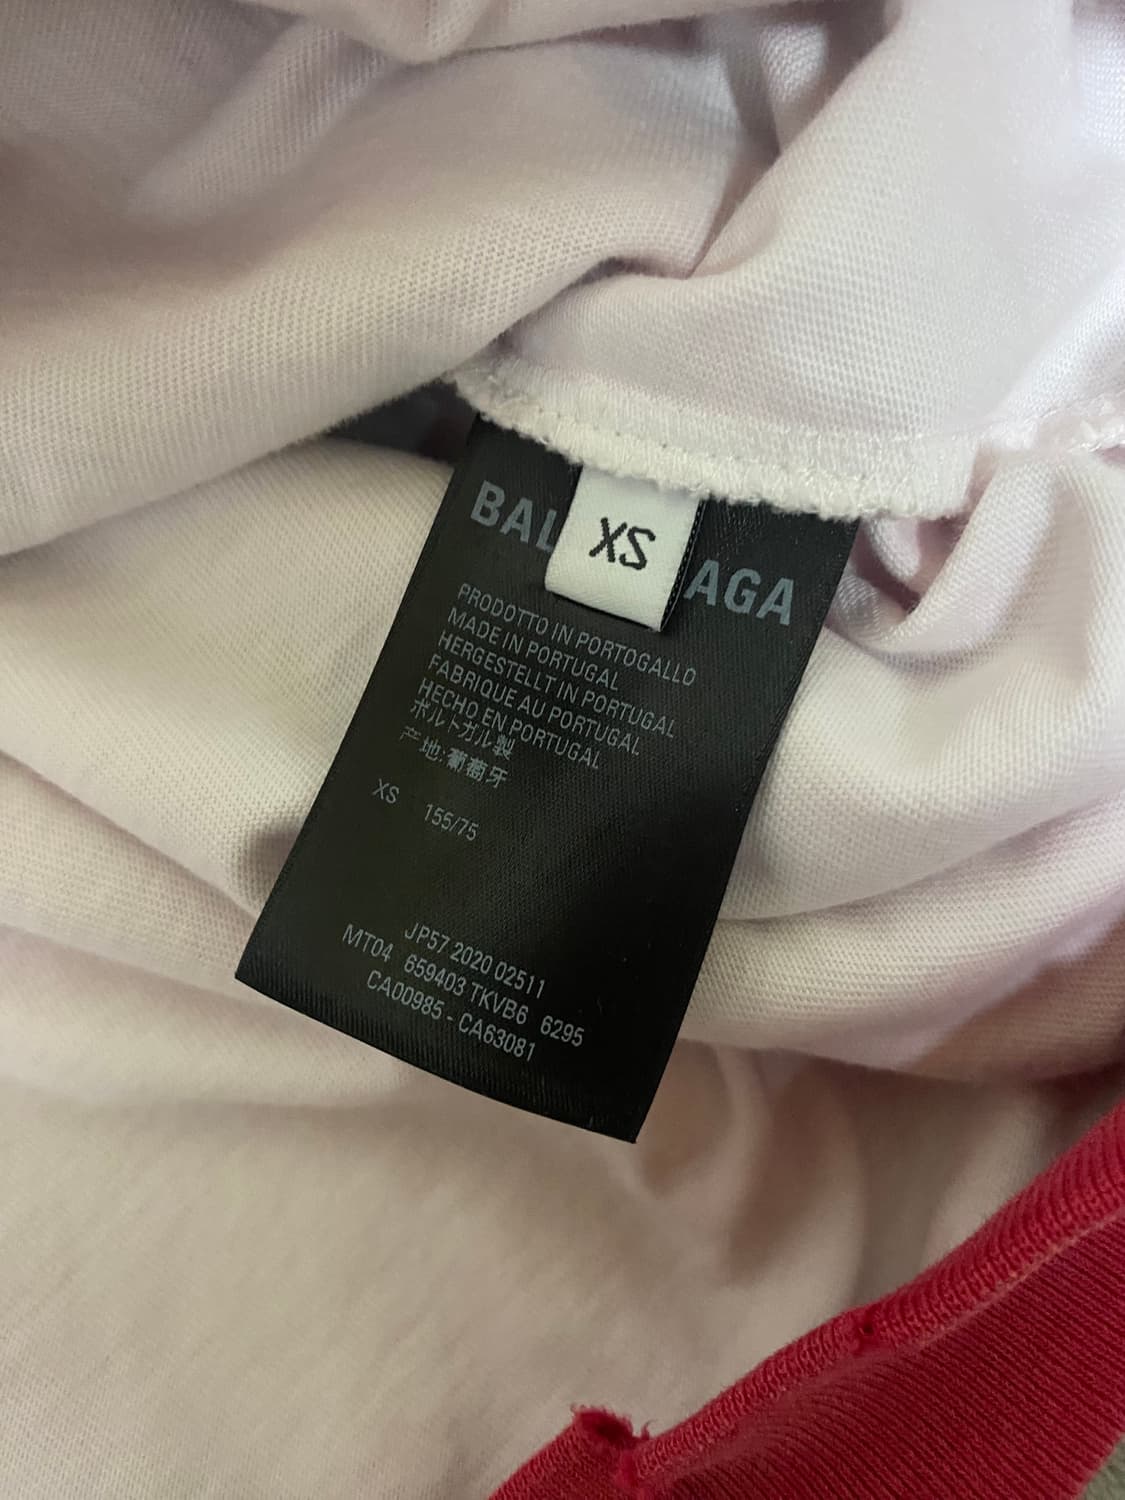 BAL AGA
XS
PRODOTTO IN PORTOGALLO
MADE IN PORTUGAL
HERGESTELLT IN PORTUGAL
FABRIQUE AU PORTUGAL
HECHO EN PORTUGAL
ポルトガル製
产地:葡萄牙
XS 155/75
JP57 2020 02511
MT04 659403 TKVB6 6295
CA00985 - CA63081